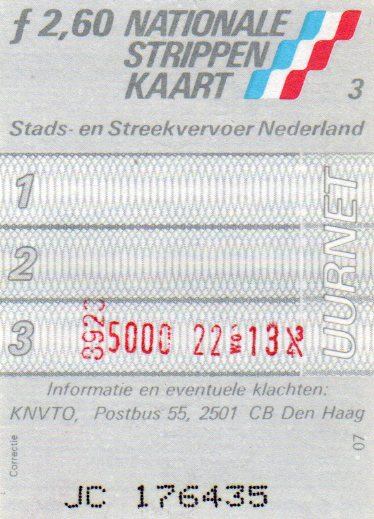 ƒ 2,60 NATIONALE
STRIPPEN
KAART 3
Stads- en Streekvervoer Nederland
1
2
3 5000 22 13
UURNET
Informatie en eventuele klachten:
KNVTO, Postbus 55, 2501 CB Den Haag
Correctie
07
JC 176435